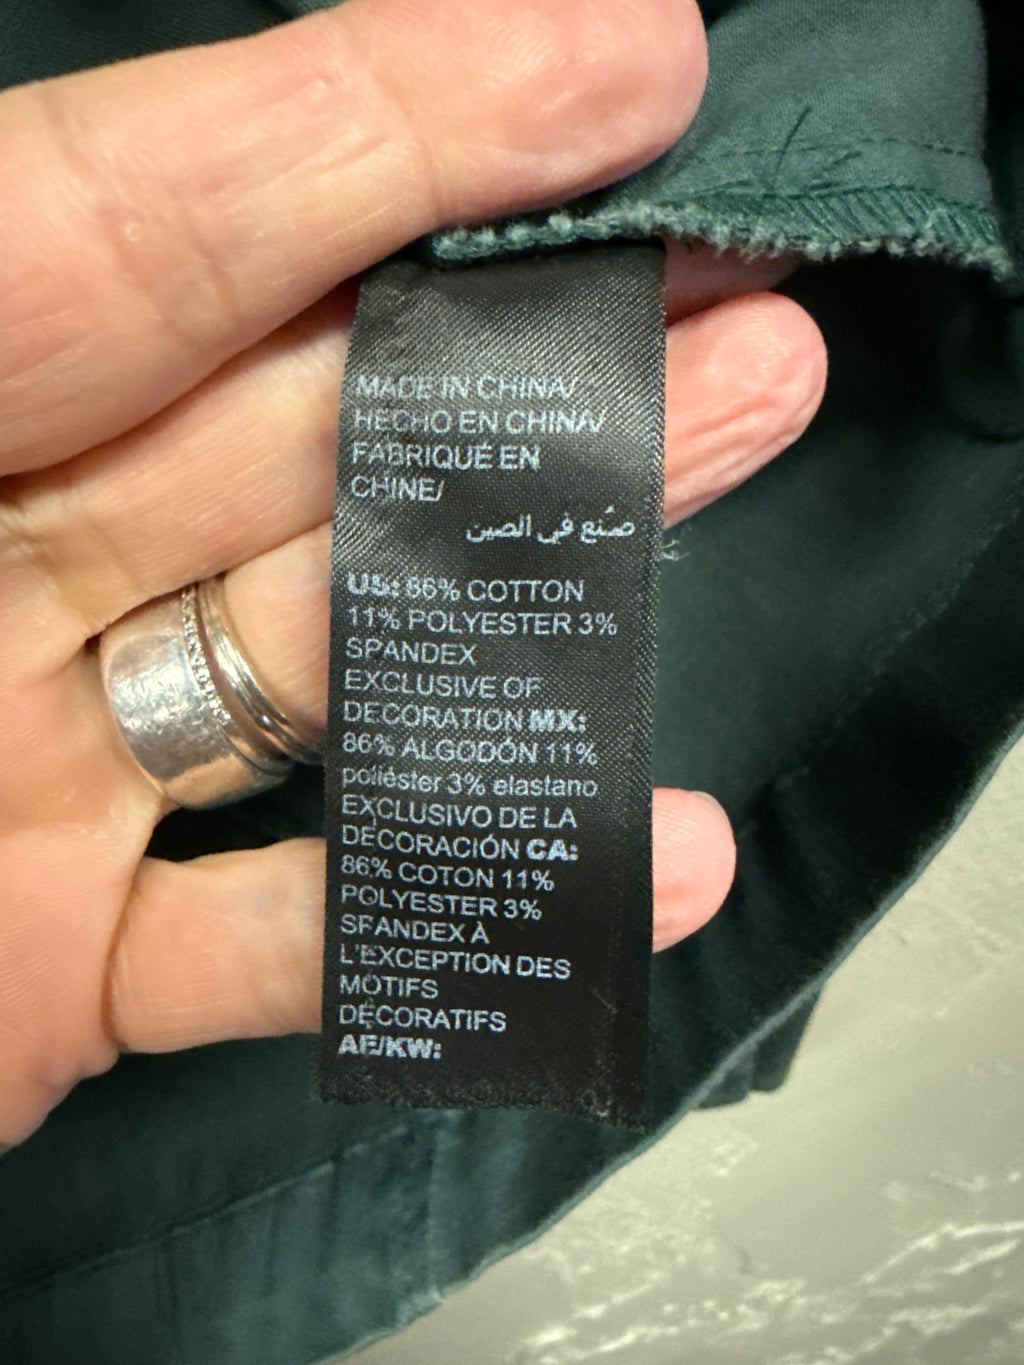 MADE IN CHINA/
HECHO EN CHINA/
FABRIQUÉ EN
CHINE/
صنع في الصين
US: 86% COTTON
11% POLYESTER 3%
SPANDEX
EXCLUSIVE OF
DECORATION MX:
86% ALGODÓN 11%
poliéster 3% elastano
EXCLUSIVO DE LA
DECORACIÓN CA:
86% COTON 11%
POLYESTER 3%
SPANDEX À
L'EXCEPTION DES
MOTIFS
DÉCORATIFS
AE/KW: